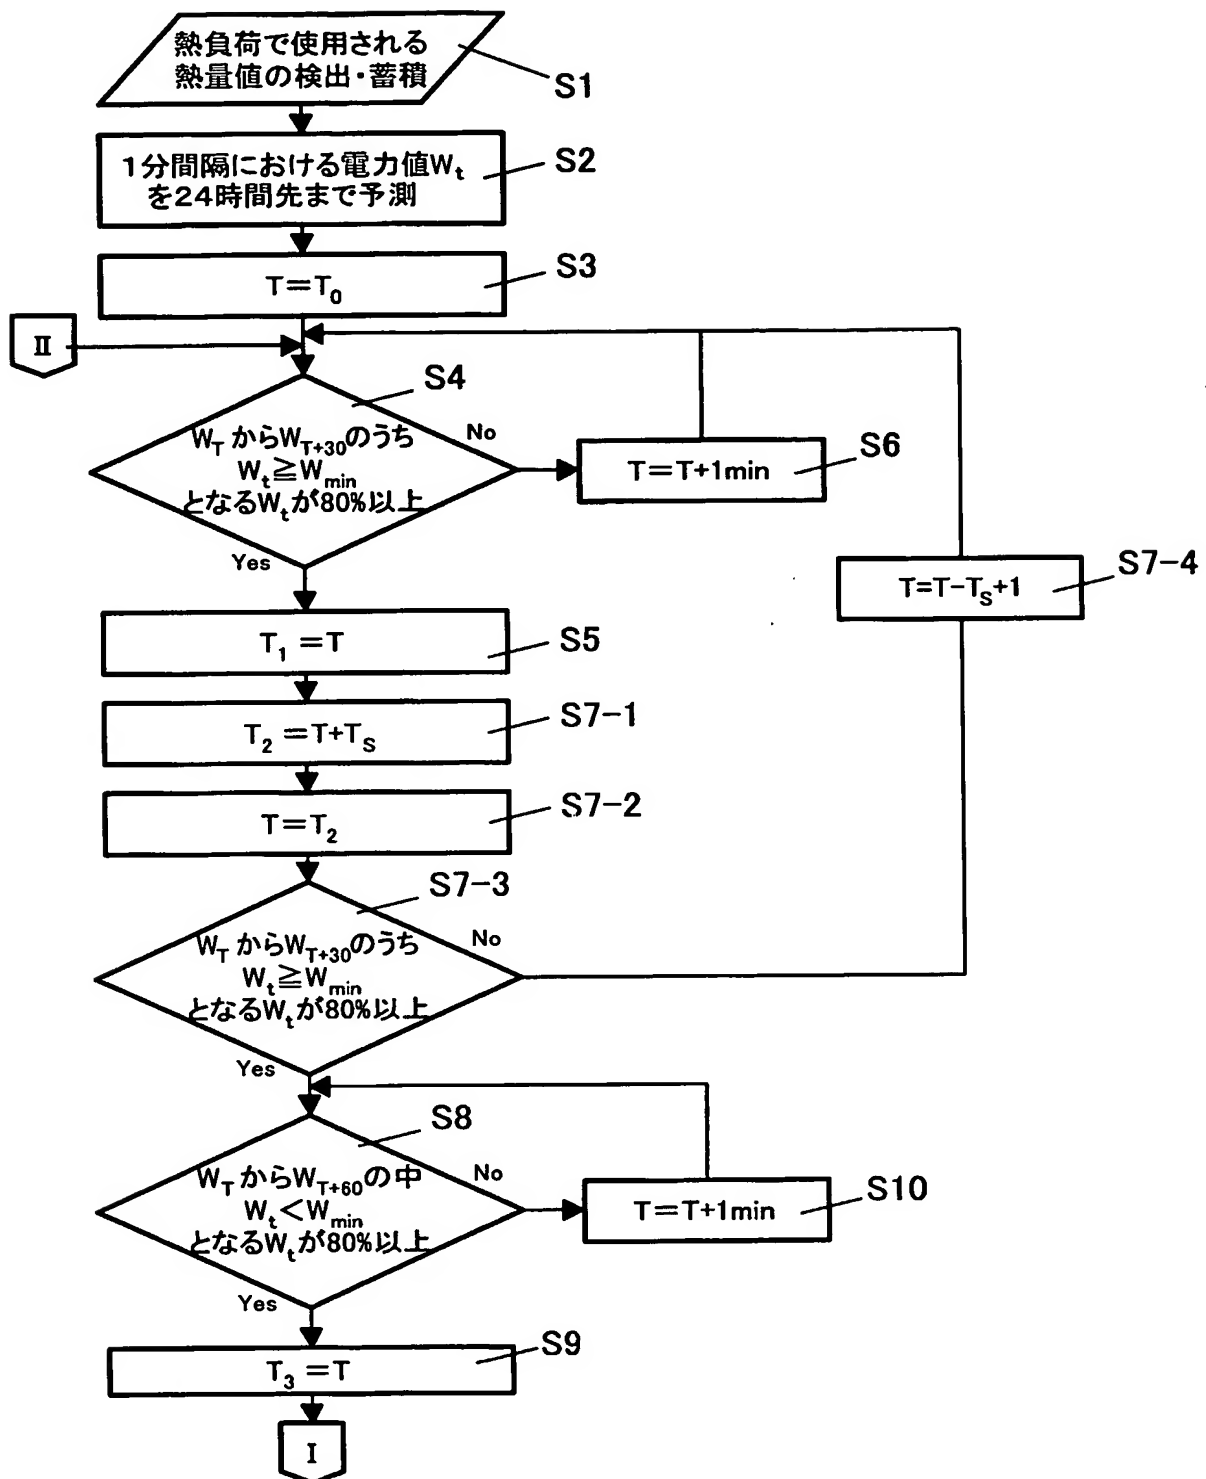 熱負荷で使用される
熱量値の検出・蓄積
S1
1分間隔における電力値Wt
を24時間先まで予測
S2
T=T0
S3
II
S4
WTからWT+30のうち
Wt≧Wmin
となるWtが80%以上
No
Yes
T=T+1min
S6
T=T-TS+1
S7-4
T1=T
S5
T2=T+TS
S7-1
T=T2
S7-2
S7-3
WTからWT+30のうち
Wt≧Wmin
となるWtが80%以上
No
Yes
S8
WTからWT+60の中
Wt<Wmin
となるWtが80%以上
No
Yes
T=T+1min
S10
T3=T
S9
I